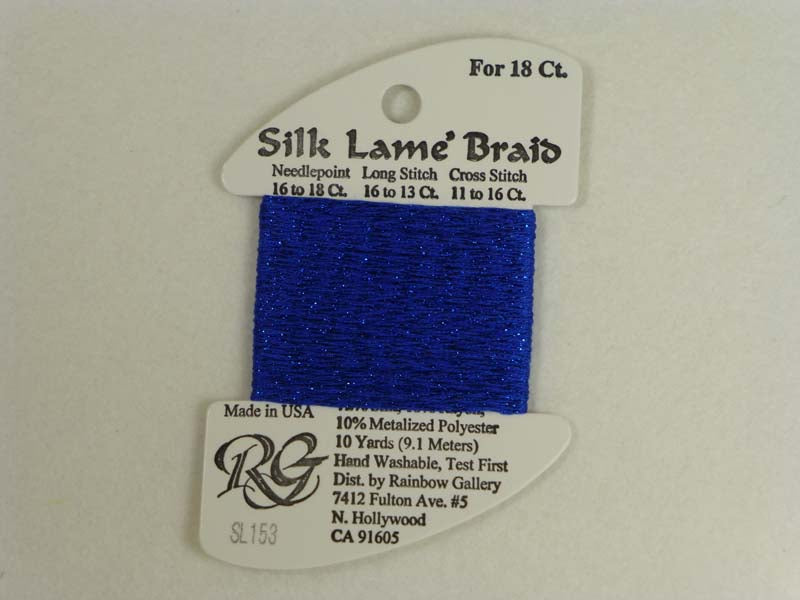 For 18 Ct.
Silk Lame' Braid
Needlepoint Long Stitch Cross Stitch
16 to 18 Ct. 16 to 13 Ct. 11 to 16 Ct.
Made in USA
10% Metalized Polyester
10 Yards (9.1 Meters)
Hand Washable, Test First
Dist. by Rainbow Gallery
7412 Fulton Ave. #5
N. Hollywood
CA 91605
RG
SL153